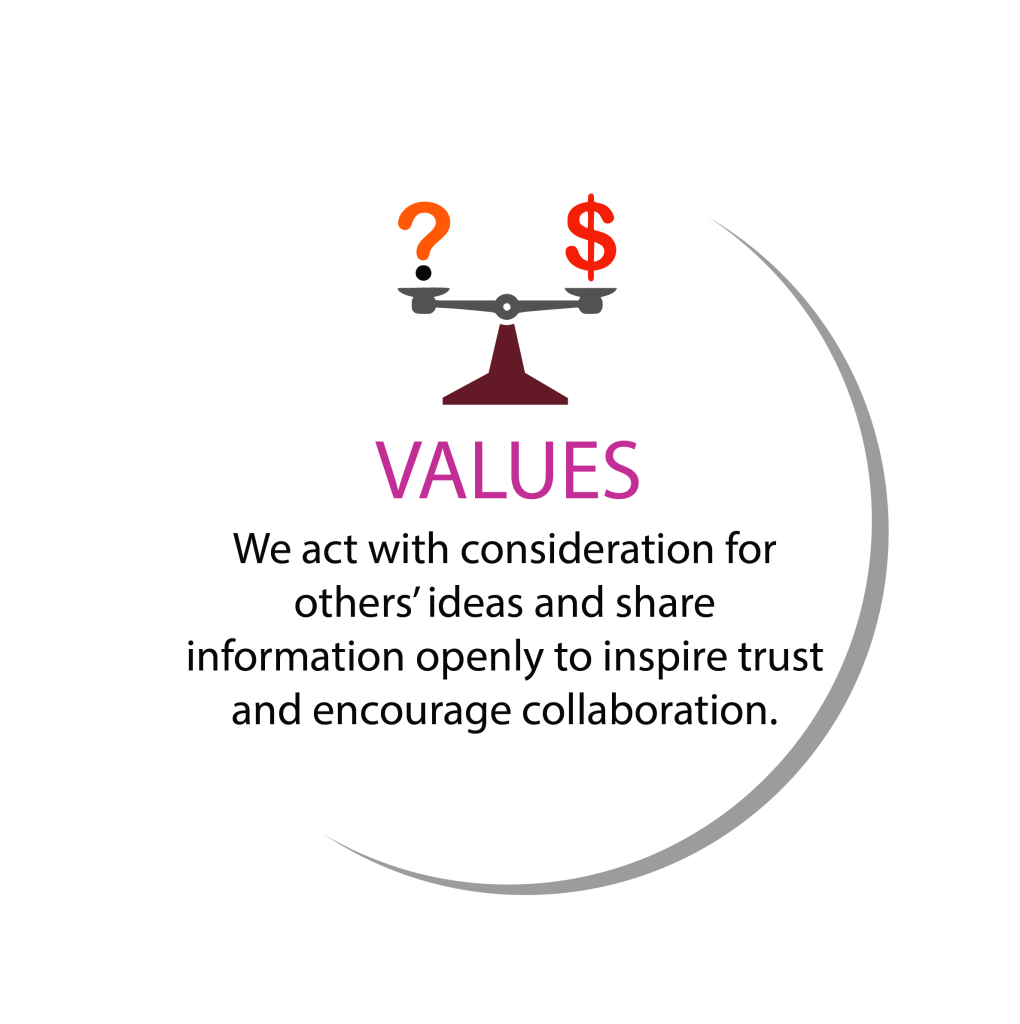 ? $
VALUES
We act with consideration for
others’ ideas and share
information openly to inspire trust
and encourage collaboration.